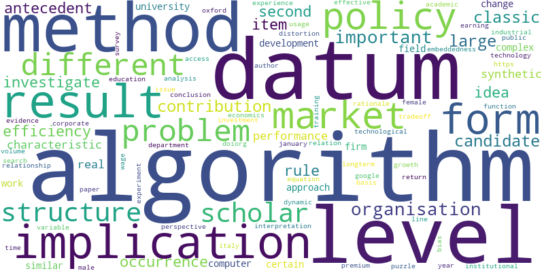 antecedent university oxford experience effective academic change
method policy classic
survey distortion usage earning industrial public
second item important large field embeddedness technology
different datum development complex https
investigate education access analysis author synthetic
result contribution market form idea function
evidence corporate conclusion economics
efficiency problem performance rationale female tradeoff candidate
characteristic department doiorg january relation technological
volume search relationship real wage firm longterm growth
work paper experiment rule approach google oasis return
algorithm
structure scholar perspective dynamic equation interpretation organisation line
variable italy bias
time implication level
occurrence computer certain premium puzzle year institutional
similar male